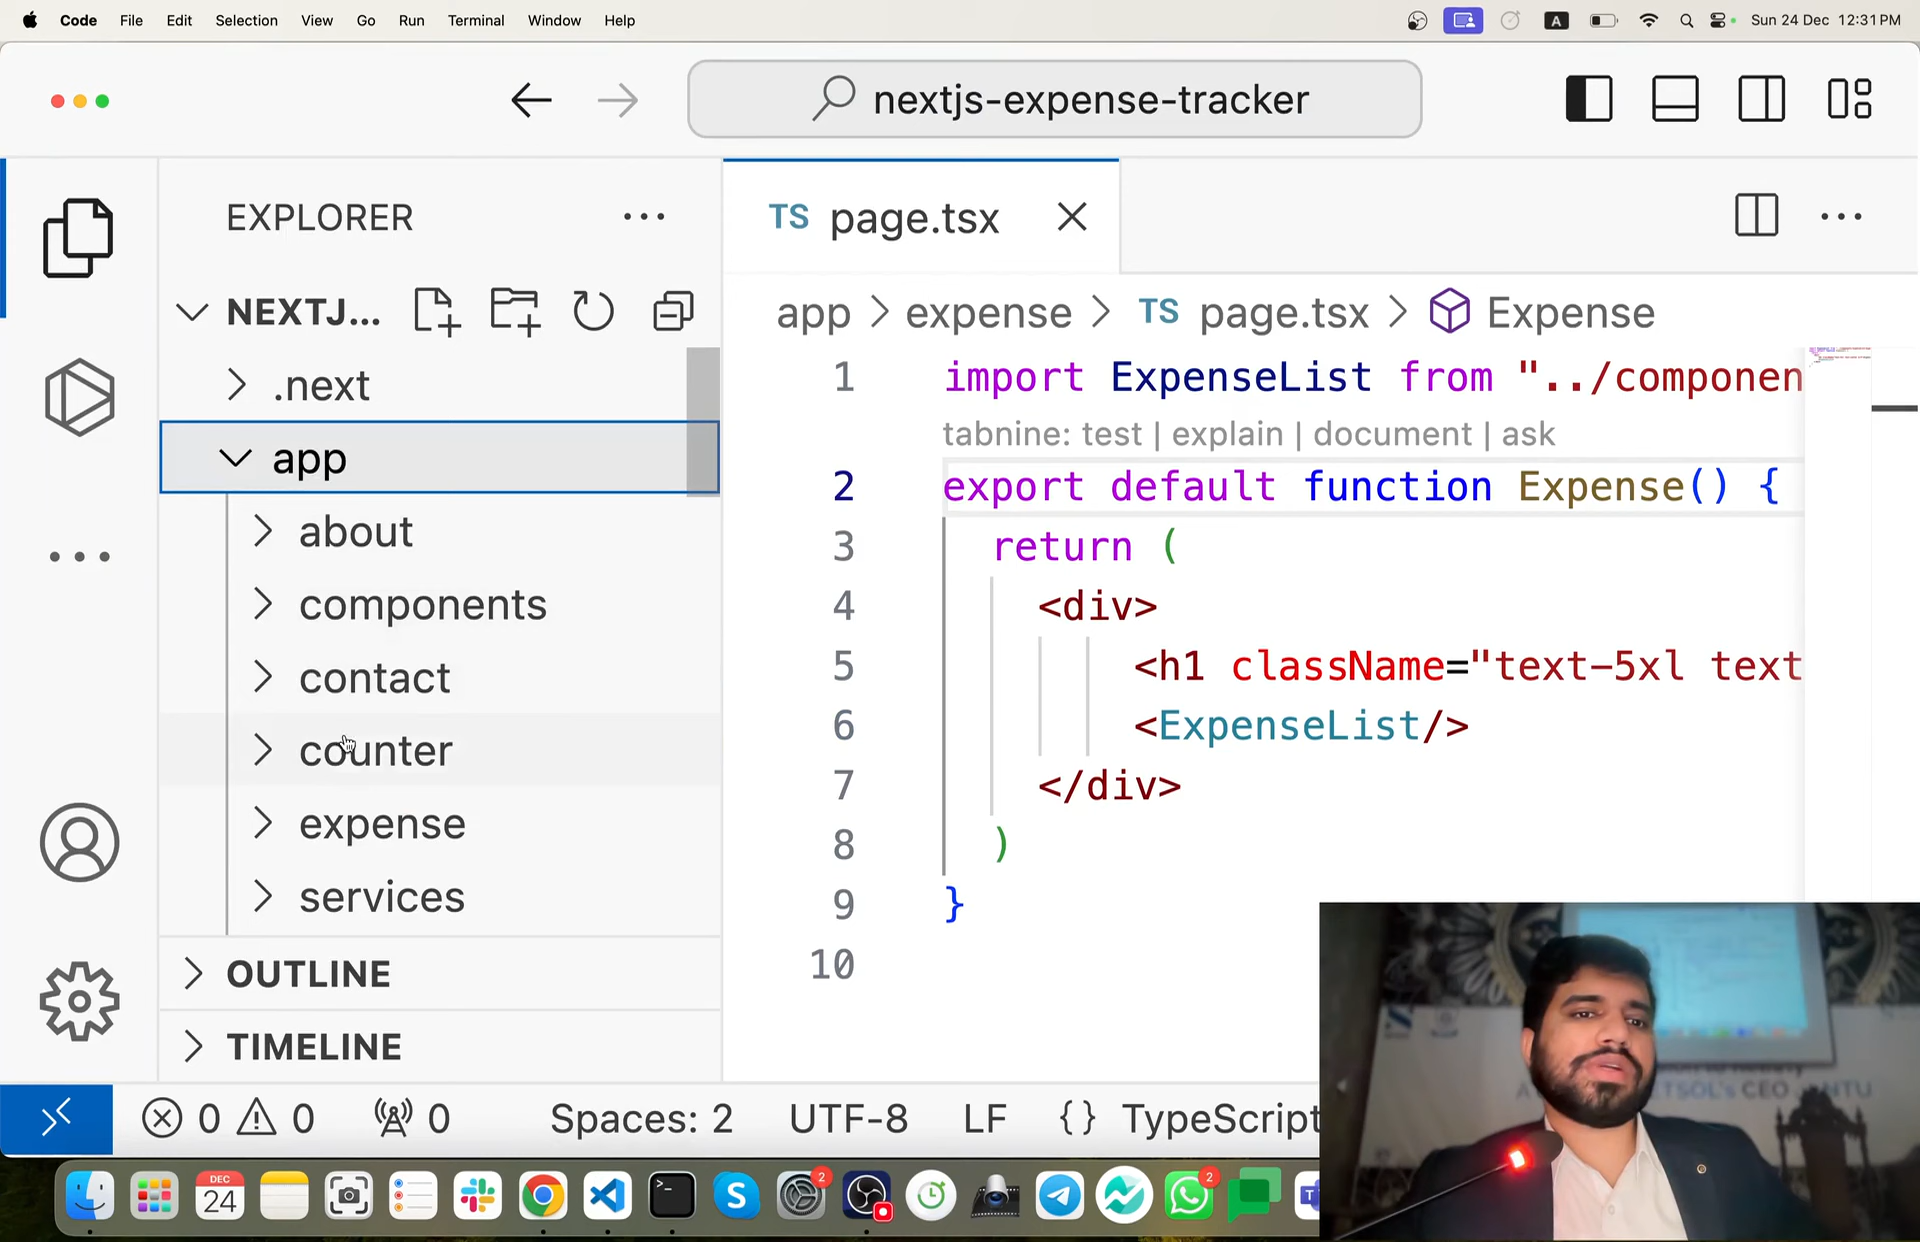 Code File Edit Selection View Go Run Terminal Window Help A Sun 24 Dec 12:31 PM
nextjs-expense-tracker
EXPLORER
TS page.tsx
NEXTJ...
app > expense > TS page.tsx > Expense
.next
app
about
components
contact
counter
expense
services
OUTLINE
TIMELINE
1 import ExpenseList from "../componen
tabnine: test | explain | document | ask
2 export default function Expense() {
3 return (
4 <div>
5 <h1 className="text-5xl text
6 <ExpenseList/>
7 </div>
8 )
9 }
10
0 0 0 Spaces: 2 UTF-8 LF {} TypeScript
DEC
24
2
2